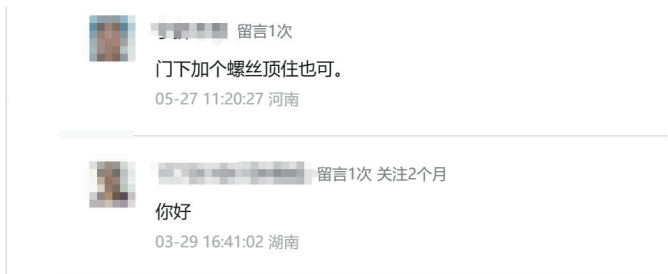 留言1次
门下加个螺丝顶住也可。
05-27 11:20:27 河南
留言1次 关注2个月
你好
03-29 16:41:02 湖南